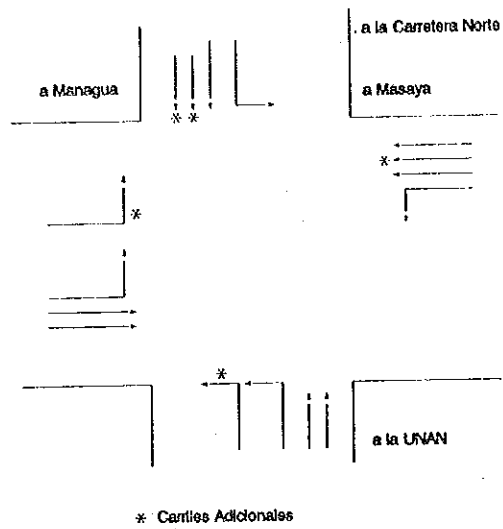 . a la Carretera Norte
a Managua
a Masaya
a la UNAN
* Carriles Adicionales